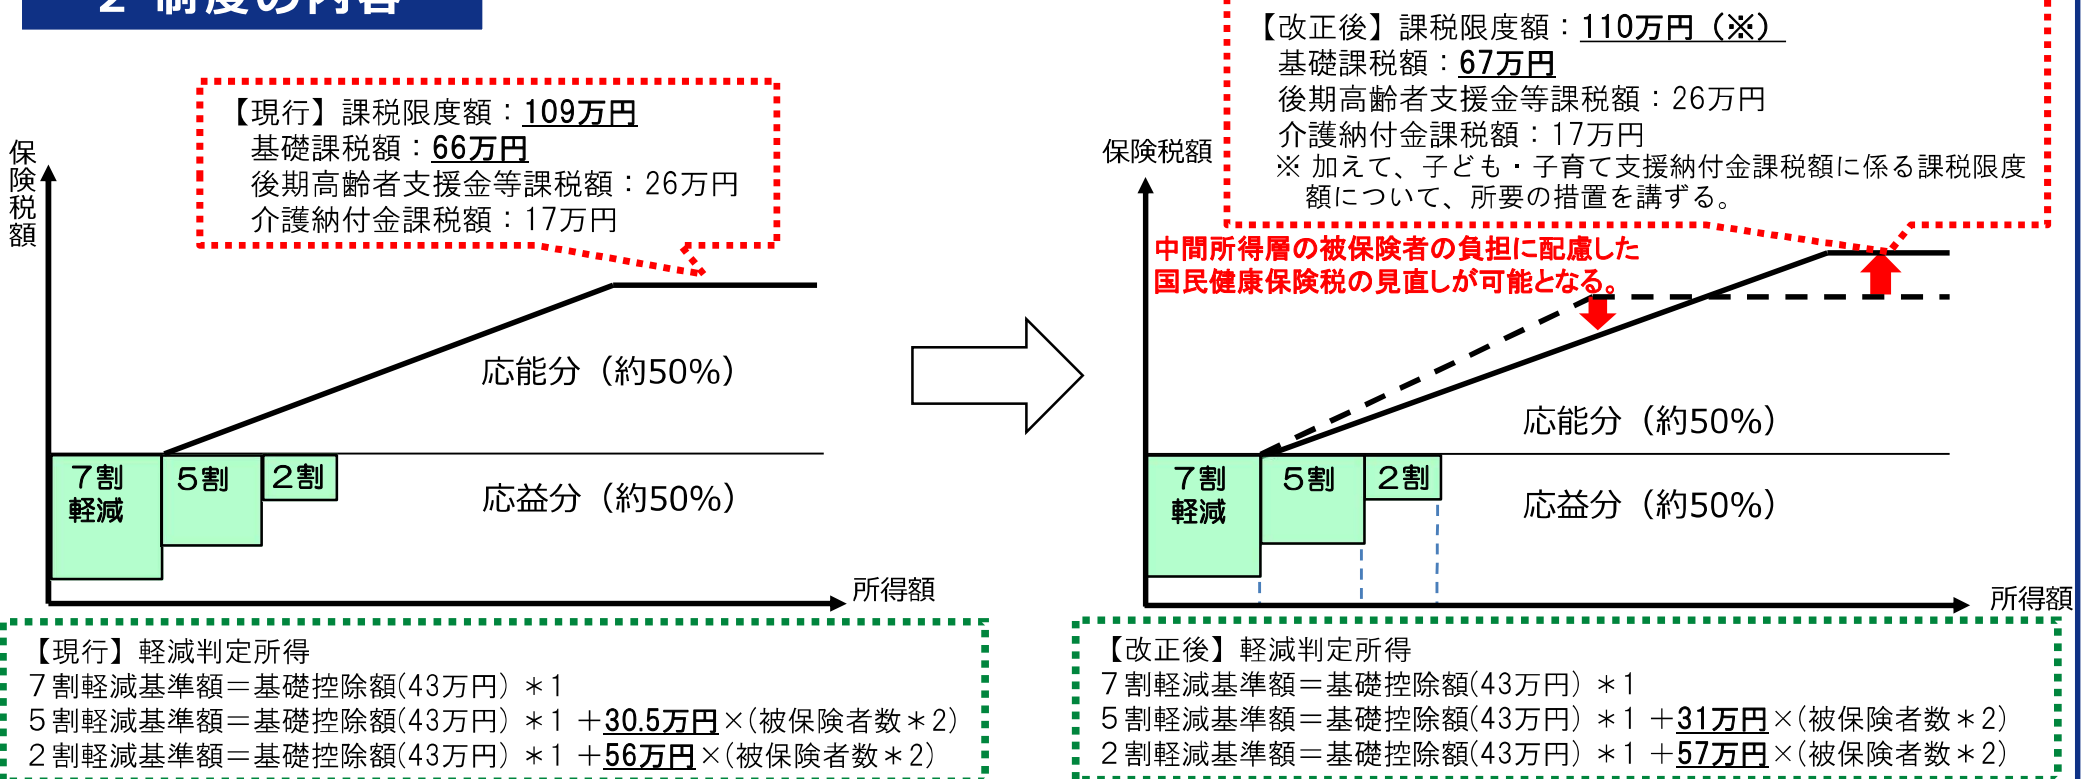 2 制度の内容
【現行】課税限度額：109万円
基礎課税額：66万円
後期高齢者支援金等課税額：26万円
介護納付金課税額：17万円
保険税額
応能分（約50%）
7割
軽減
5割
2割
応益分（約50%）
所得額
【現行】軽減判定所得
7割軽減基準額＝基礎控除額(43万円）＊1
5割軽減基準額＝基礎控除額(43万円）＊1 ＋30.5万円×(被保険者数＊2）
2割軽減基準額＝基礎控除額(43万円）＊1 ＋56万円×(被保険者数＊2）
【改正後】課税限度額：110万円（※）
基礎課税額：67万円
後期高齢者支援金等課税額：26万円
介護納付金課税額：17万円
※ 加えて、子ども・子育て支援納付金課税額に係る課税限度
額について、所要の措置を講ずる。
保険税額
中間所得層の被保険者の負担に配慮した
国民健康保険税の見直しが可能となる。
応能分（約50%）
7割
軽減
5割
2割
応益分（約50%）
所得額
【改正後】軽減判定所得
7割軽減基準額＝基礎控除額(43万円）＊1
5割軽減基準額＝基礎控除額(43万円）＊1 ＋31万円×(被保険者数＊2）
2割軽減基準額＝基礎控除額(43万円）＊1 ＋57万円×(被保険者数＊2）